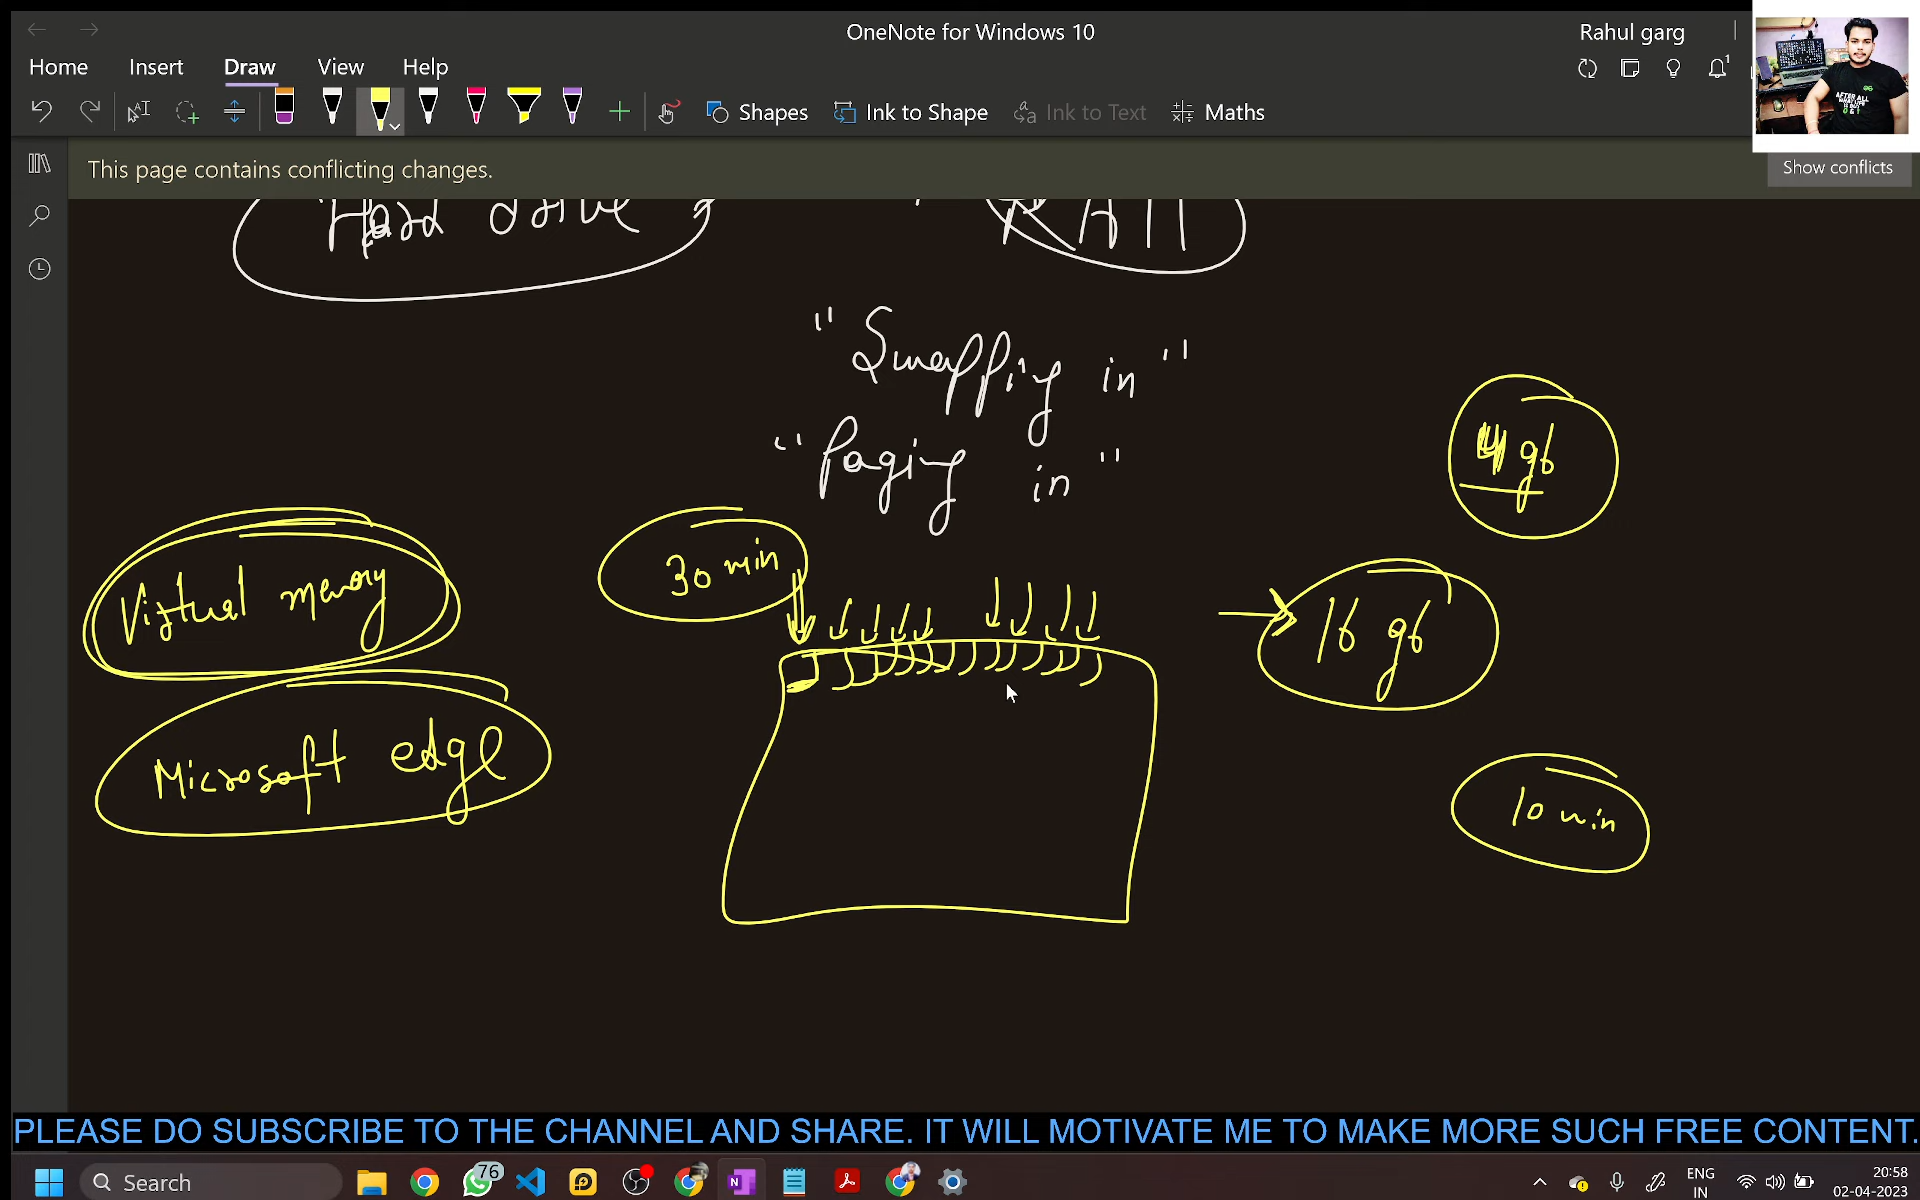 OneNote for Windows 10
Rahul garg
Home Insert Draw View Help
Shapes Ink to Shape Ink to Text Maths
This page contains conflicting changes.
Show conflicts
Hard drive RAM
"Swapping in"
"Paging in"
4 gb
30 min
Virtual memory
16 gb
Microsoft edge
10 min
PLEASE DO SUBSCRIBE TO THE CHANNEL AND SHARE. IT WILL MOTIVATE ME TO MAKE MORE SUCH FREE CONTENT.
Search
76
ENG
IN
20:58
02-04-2023